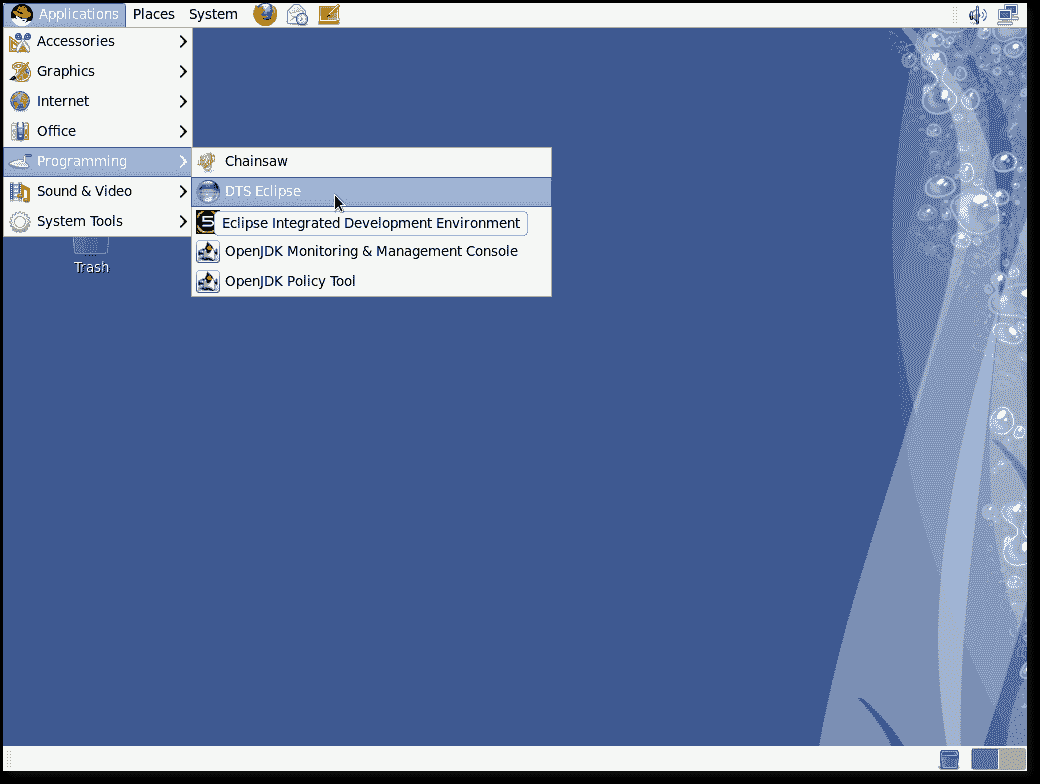 Applications Places System
Accessories
Graphics
Internet
Office
Programming
Sound & Video
System Tools
Chainsaw
DTS Eclipse
5 Eclipse Integrated Development Environment
OpenJDK Monitoring & Management Console
OpenJDK Policy Tool
Trash